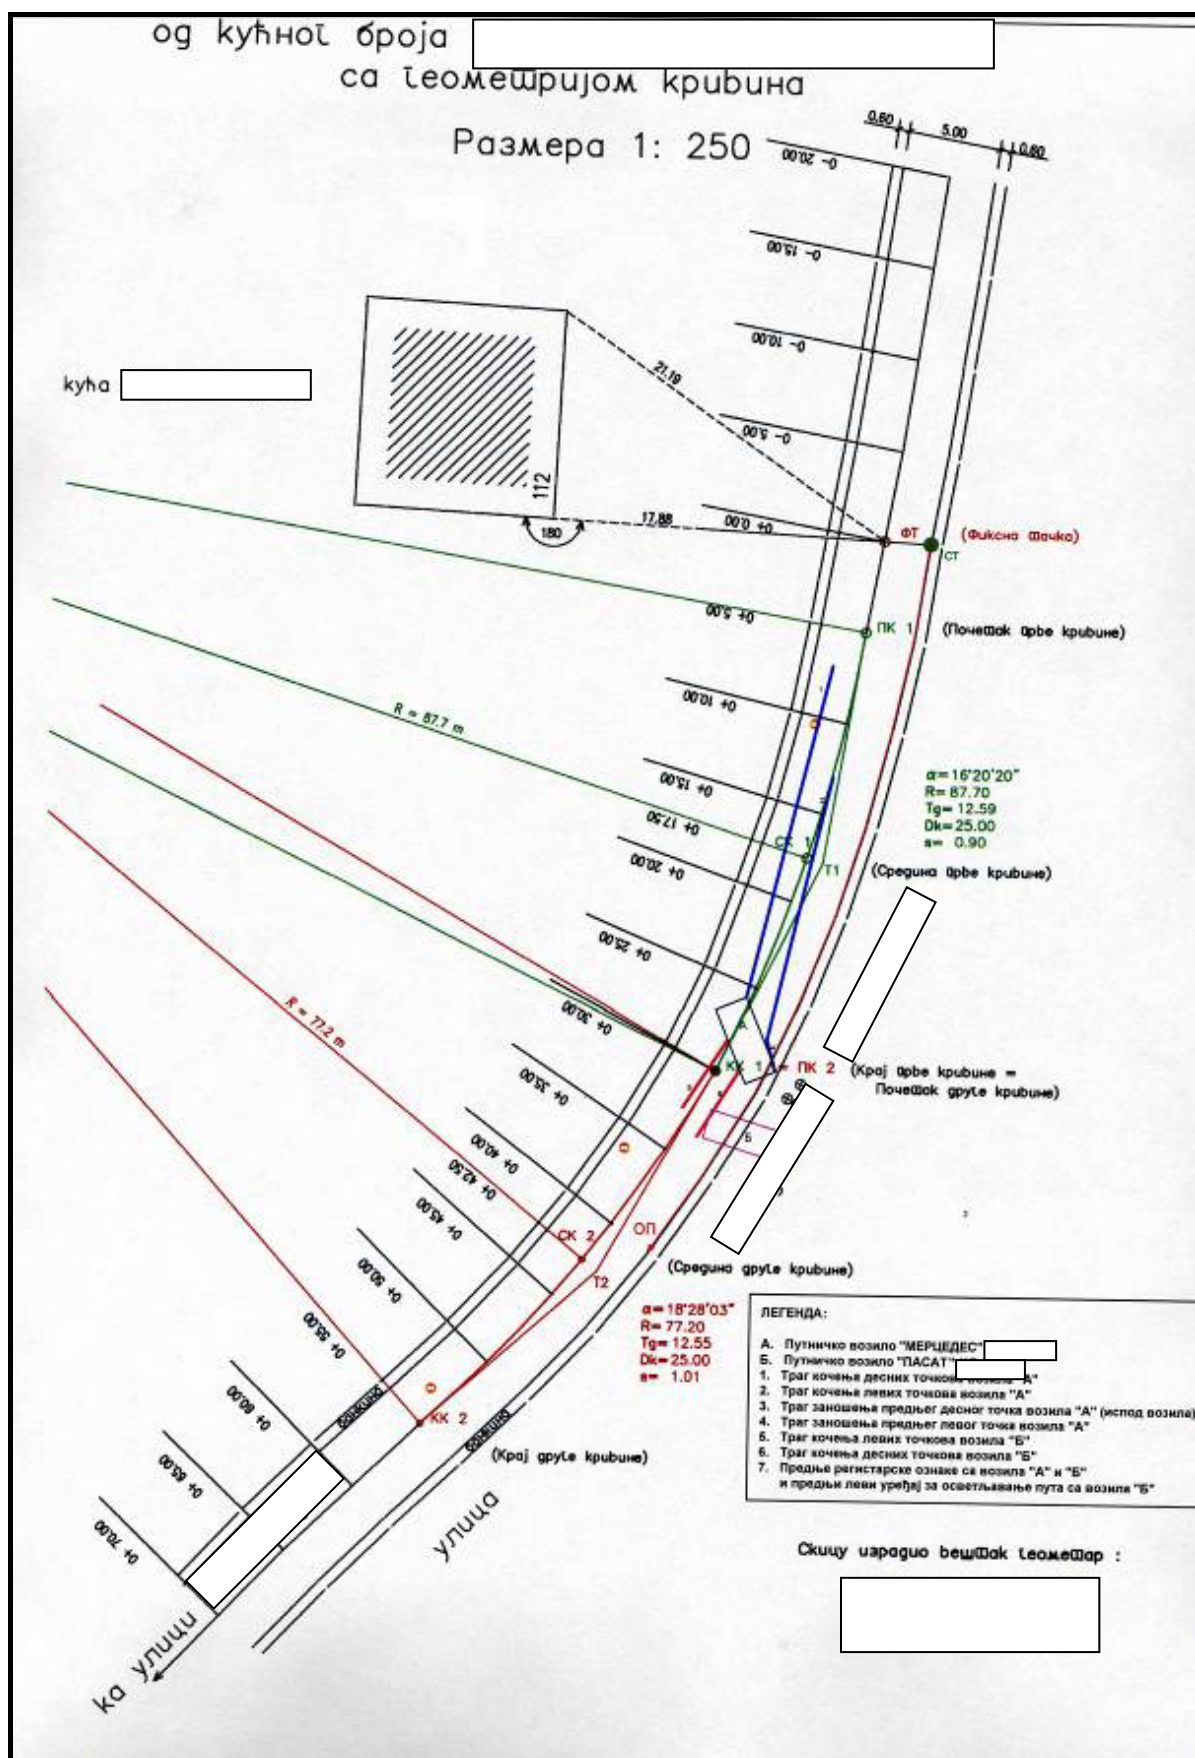 од кућног броја
са геометријом кривина
Размера 1: 250
0.60
5.00
0.60
0- 20.00
0- 15.00
0- 10.00
0- 5.00
0+ 0.00
21.19
кућа
112
17.88
180
ФТ
(Фиксна тачка)
СТ
0+ 5.00
ПК 1
(Почетак прве кривине)
0+ 10.00
R = 87.7 m
0+ 15.00
0+ 17.50
СК 1
Т1
α= 16°20'20"
R= 87.70
Tg= 12.59
Dk= 25.00
s= 0.90
(Средина прве кривине)
0+ 20.00
0+ 25.00
0+ 30.00
R = 77.2 m
А
КК 1 = ПК 2
(Крај прве кривине =
Почетак друге кривине)
0+ 35.00
Б
0+ 40.00
0+ 42.50
0+ 45.00
СК 2
ОП
Т2
(Средина друге кривине)
0+ 50.00
α= 18°28'03"
R= 77.20
Tg= 12.55
Dk= 25.00
s= 1.01
0+ 55.00
0+ 60.00
банкина
КК 2
банкина
(Крај друге кривине)
0+ 65.00
0+ 70.00
улица
ка улици
ЛЕГЕНДА:
А. Путничко возило "МЕРЦЕДЕС"
Б. Путничко возило "ПАСАТ"
1. Траг кочења десних точкова возила "А"
2. Траг кочења левих точкова возила "А"
3. Траг заношења предњег десног точка возила "А" (испод возила)
4. Траг заношења предњег левог точка возила "А"
5. Траг кочења левих точкова возила "Б"
6. Траг кочења десних точкова возила "Б"
7. Предње регистарске ознаке са возила "А" и "Б"
и предњи леви уређај за осветљавање пута са возила "Б"
Скицу израдио вештак геометар :